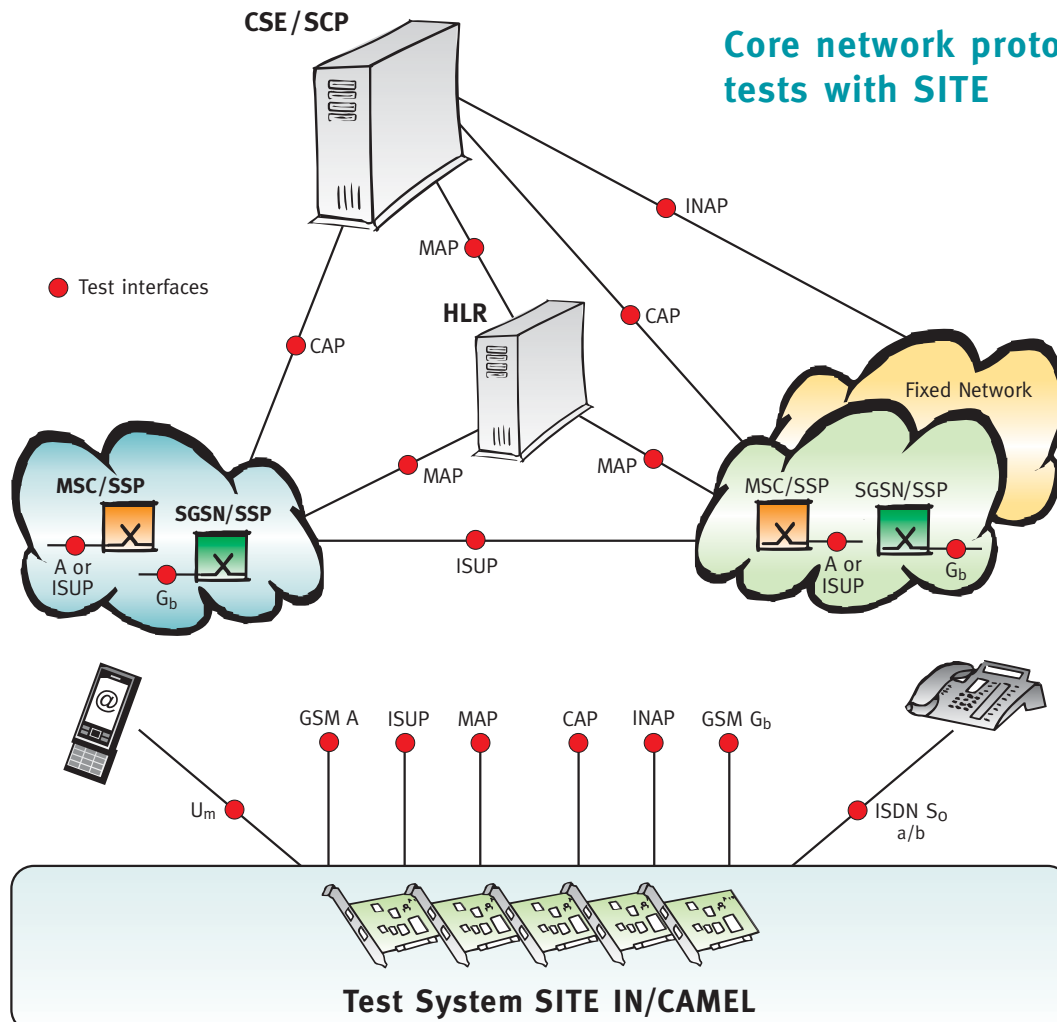 CSE/SCP
Core network proto
tests with SITE
INAP
MAP
Test interfaces
HLR
CAP
CAP
Fixed Network
MAP
MAP
MSC/SSP
SGSN/SSP
MSC/SSP
SGSN/SSP
A or
ISUP
Gb
ISUP
A or
ISUP
Gb
@
GSM A
ISUP
MAP
CAP
INAP
GSM Gb
Um
ISDN So
a/b
Test System SITE IN/CAMEL